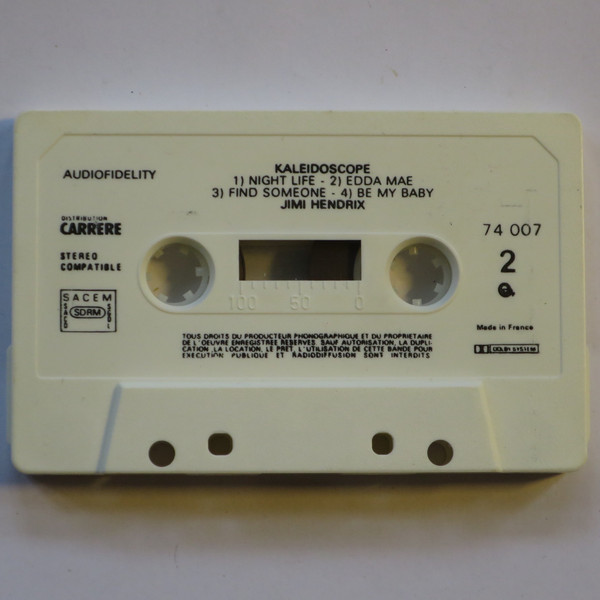 KALEIDOSCOPE
AUDIOFIDELITY
1) NIGHT LIFE - 2) EDDA MAE
3) FIND SOMEONE - 4) BE MY BABY
JIMI HENDRIX
DISTRIBUTION
CARRERE
74 007
STEREO
COMPATIBLE
2
SACEM
SDRM
SACD
SGDL
100 50 0
Made in France
TOUS DROITS DU PRODUCTEUR PHONOGRAPHIQUE ET DU PROPRIETAIRE
DE L'OEUVRE ENREGISTREE RESERVES. SAUF AUTORISATION, LA DUPLI-
CATION, LA LOCATION, LE PRET, L'UTILISATION DE CETTE BANDE POUR
EXECUTION PUBLIQUE ET RADIODIFFUSION SONT INTERDITS
DOLBY SYSTEM